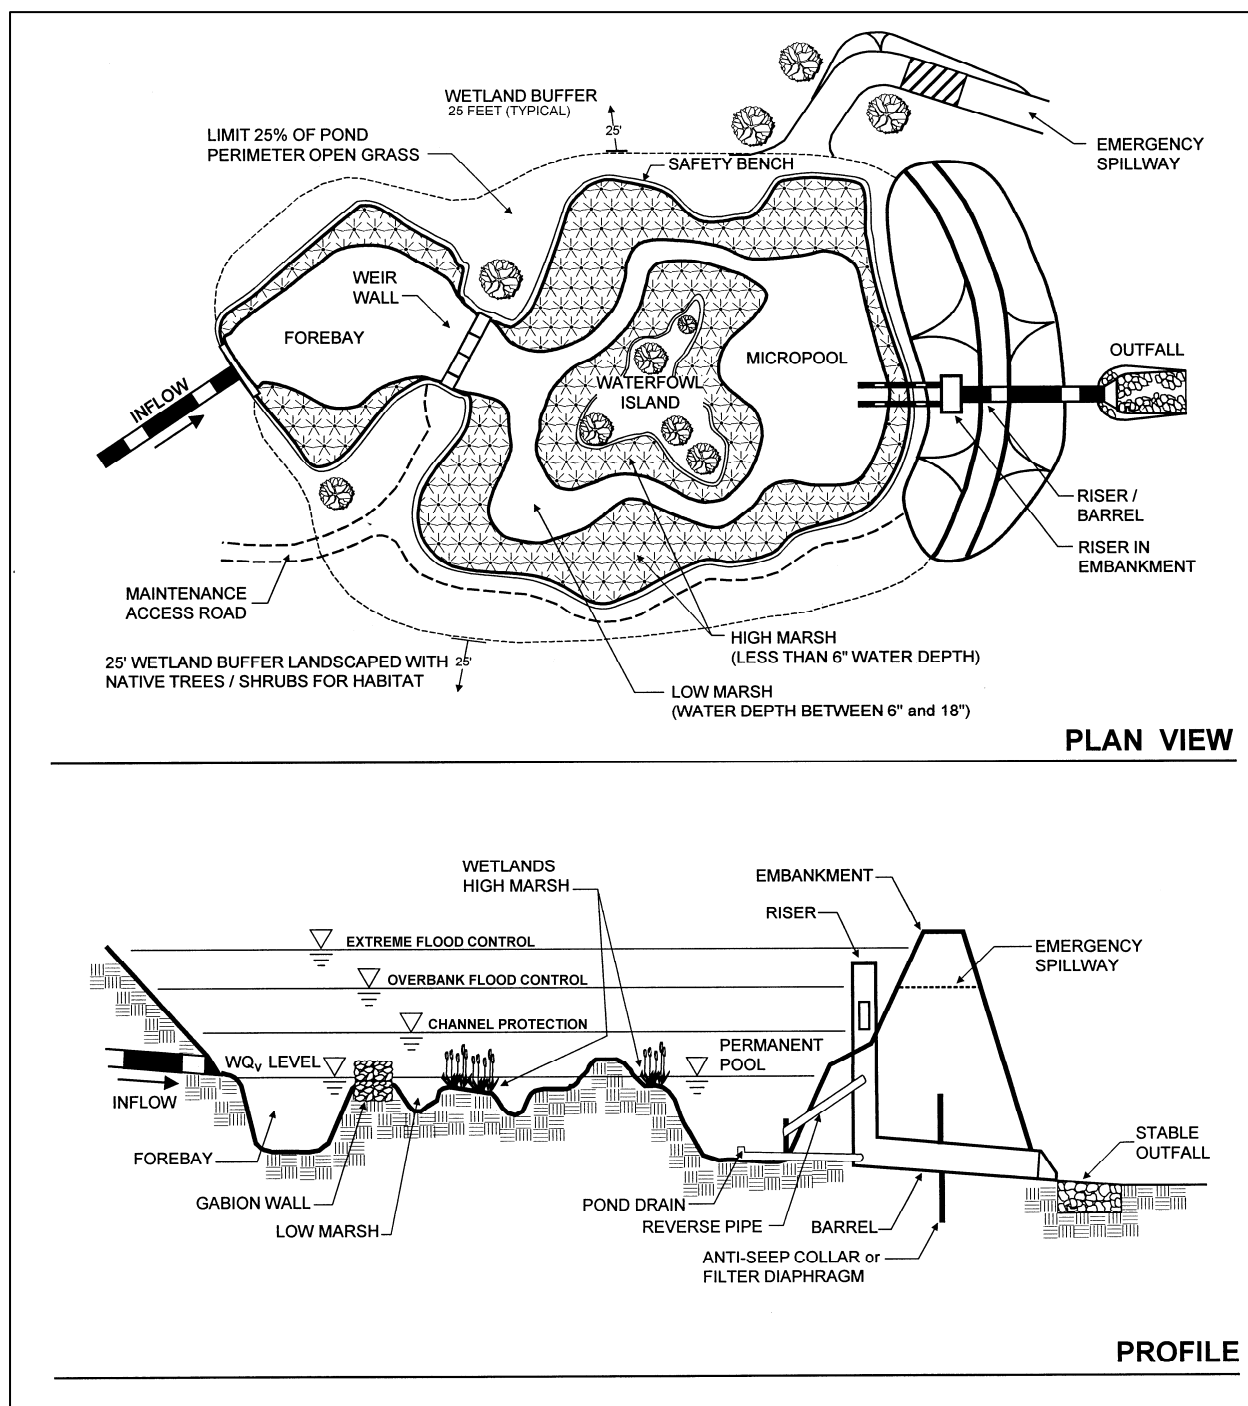 WETLAND BUFFER
25 FEET (TYPICAL)
25'
LIMIT 25% OF POND
PERIMETER OPEN GRASS
SAFETY BENCH
EMERGENCY
SPILLWAY
WEIR
WALL
FOREBAY
MICROPOOL
OUTFALL
WATERFOWL
ISLAND
INFLOW
RISER /
BARREL
RISER IN
EMBANKMENT
MAINTENANCE
ACCESS ROAD
HIGH MARSH
(LESS THAN 6" WATER DEPTH)
25' WETLAND BUFFER LANDSCAPED WITH
NATIVE TREES / SHRUBS FOR HABITAT
25'
LOW MARSH
(WATER DEPTH BETWEEN 6" and 18")
PLAN VIEW
WETLANDS
HIGH MARSH
EMBANKMENT
RISER
EXTREME FLOOD CONTROL
EMERGENCY
SPILLWAY
OVERBANK FLOOD CONTROL
CHANNEL PROTECTION
WQv LEVEL
PERMANENT
POOL
INFLOW
FOREBAY
STABLE
OUTFALL
GABION WALL
POND DRAIN
LOW MARSH
REVERSE PIPE
BARREL
ANTI-SEEP COLLAR or
FILTER DIAPHRAGM
PROFILE